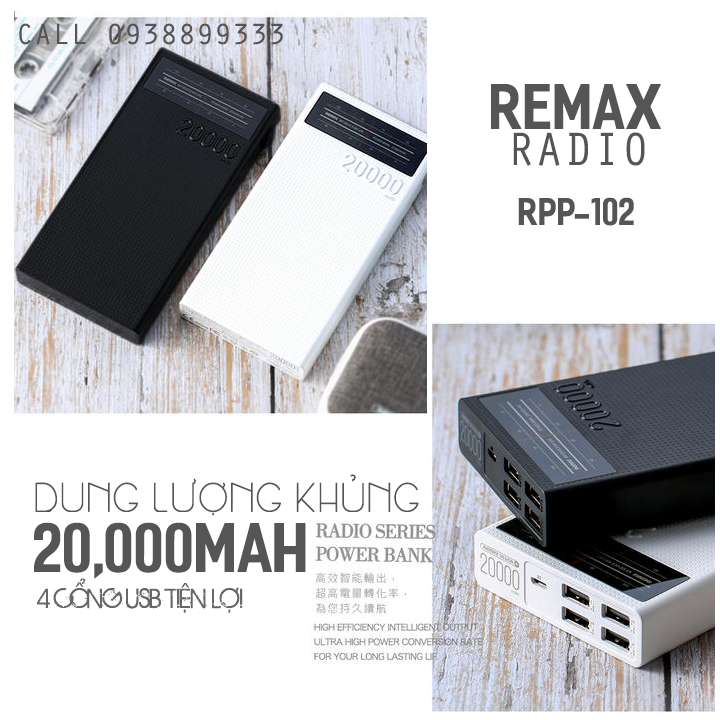 CALL 0938899333
REMAX
RADIO
RPP-102
20000
20000
20000
20000
20000
20000
DUNG LƯỢNG KHỦNG
20,000MAH
4 CỔNG USB TIỆN LỢI
RADIO SERIES
POWER BANK
高效智能輸出，
超高電量轉化率，
為您持久續航
HIGH EFFICIENCY INTELLIGENT OUTPUT
ULTRA HIGH POWER CONVERSION RATE
FOR YOUR LONG LASTING LIF